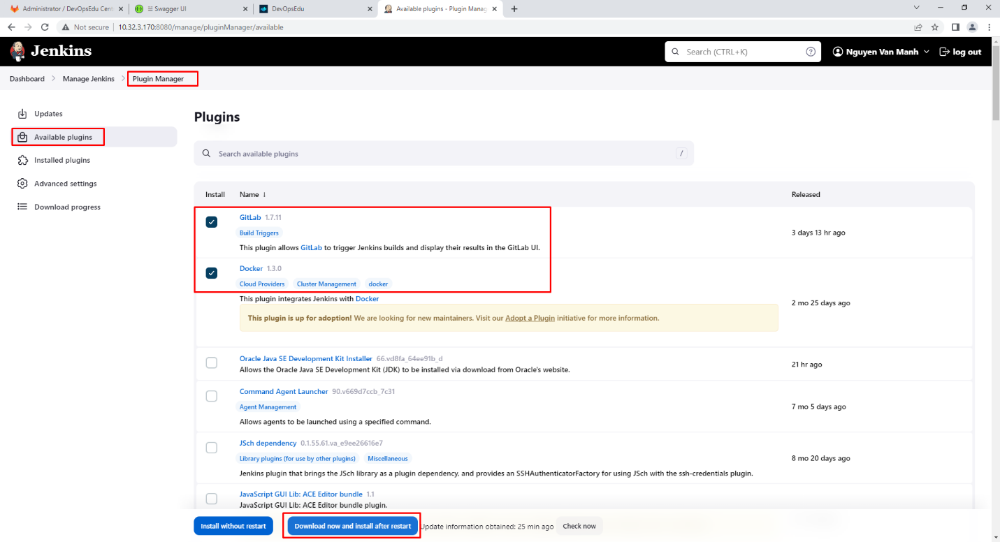 Administrator / DevOpsEdu Cent
Swagger UI
DevOpsEdu
Available plugins - Plugin Manag
Not secure
10.32.3.170:8080/manage/pluginManager/available
Jenkins
Search (CTRL+K)
?
Nguyen Van Manh
log out
Dashboard
Manage Jenkins
Plugin Manager
Updates
Available plugins
Installed plugins
Advanced settings
Download progress
Plugins
Search available plugins
/
Install Name ↓ Released
GitLab 1.7.11
Build Triggers
This plugin allows GitLab to trigger Jenkins builds and display their results in the GitLab UI.
3 days 13 hr ago
Docker 1.3.0
Cloud Providers Cluster Management docker
This plugin integrates Jenkins with Docker
This plugin is up for adoption! We are looking for new maintainers. Visit our Adopt a Plugin initiative for more information.
2 mo 25 days ago
Oracle Java SE Development Kit Installer 66.vd8fa_64ee91b_d
Allows the Oracle Java SE Development Kit (JDK) to be installed via download from Oracle's website.
21 hr ago
Command Agent Launcher 90.v669d7ccb_7c31
Agent Management
Allows agents to be launched using a specified command.
7 mo 5 days ago
JSch dependency 0.1.55.61.va_e9ee26616e7
Library plugins (for use by other plugins) Miscellaneous
Jenkins plugin that brings the JSch library as a plugin dependency, and provides an SSHAuthenticatorFactory for using JSch with the ssh-credentials plugin.
8 mo 20 days ago
JavaScript GUI Lib: ACE Editor bundle 1.1
JavaScript GUI Lib: ACE Editor bundle plugin.
Install without restart
Download now and install after restart
Update information obtained: 25 min ago
Check now